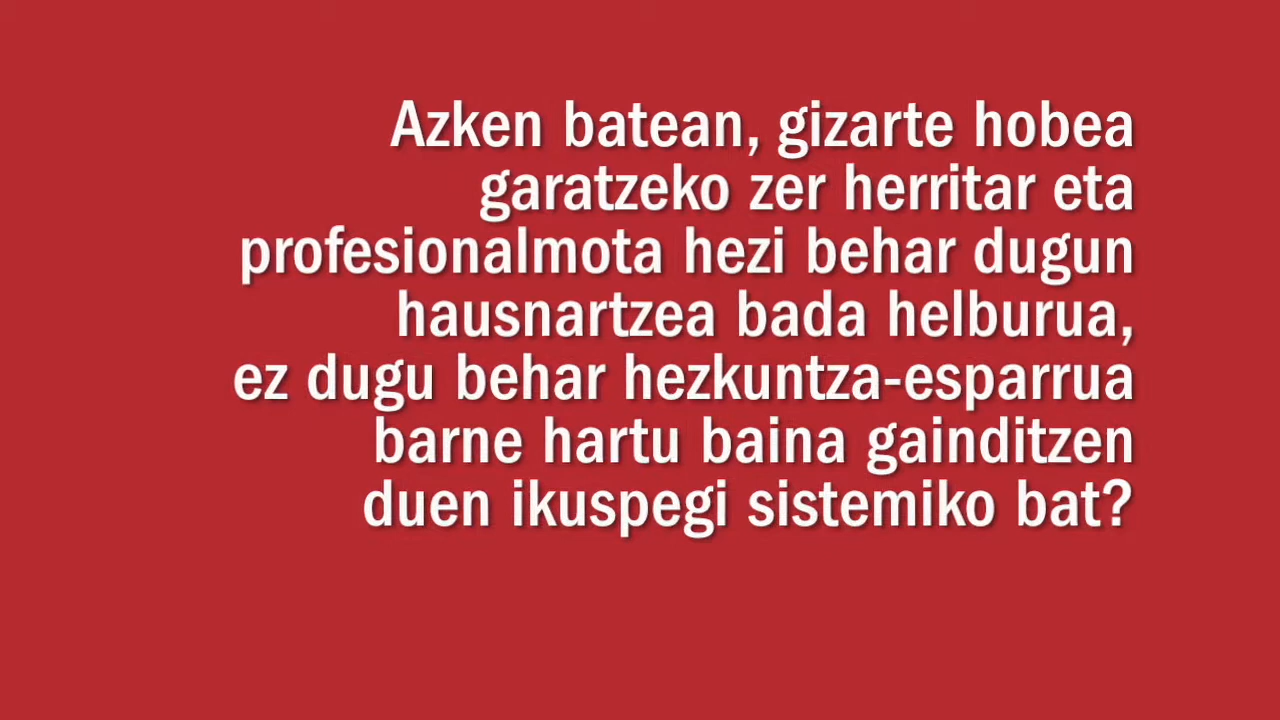 Azken batean, gizarte hobea
garatzeko zer herritar eta
profesionalmota hezi behar dugun
hausnartzea bada helburua,
ez dugu behar hezkuntza-esparrua
barne hartu baina gainditzen
duen ikuspegi sistemiko bat?